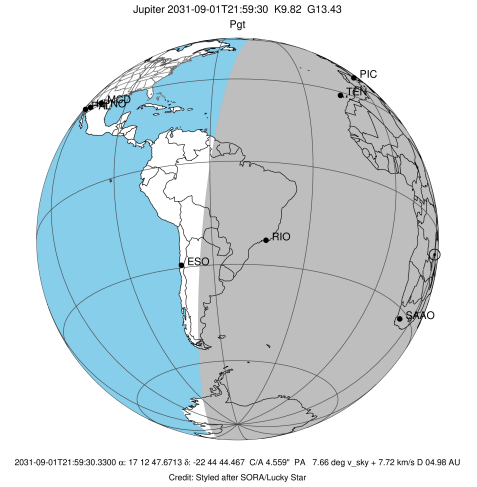 Jupiter 2031-09-01T21:59:30 K9.82 G13.43
Pgt
PIC
TEN
MCD
RIO
ESO
SAAO
2031-09-01T21:59:30.3300 α: 17 12 47.6713 δ: -22 44 44.467 C/A 4.559" PA 7.66 deg v_sky + 7.72 km/s D 04.98 AU
Credit: Styled after SORA/Lucky Star